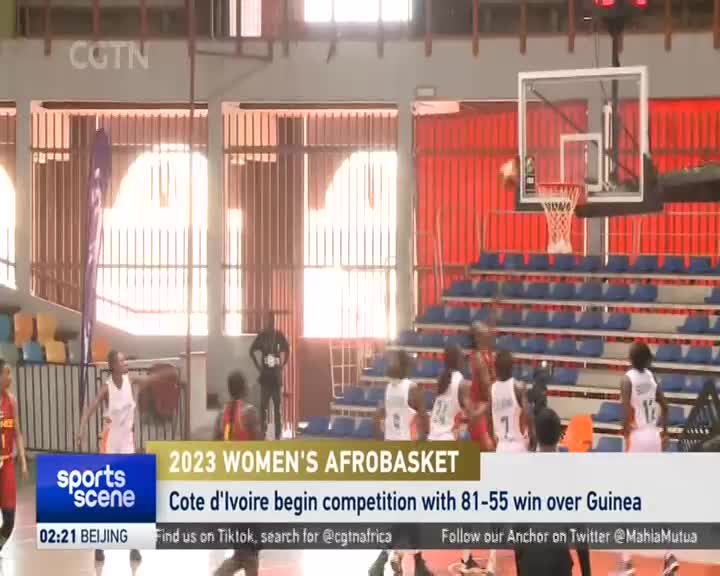 CGTN
2023 WOMEN'S AFROBASKET
sports
scene
Cote d'Ivoire begin competition with 81-55 win over Guinea
02:21 BEIJING
Find us on Tiktok, search for @cgtnafrica
Follow our Anchor on Twitter @MahiaMutua
7